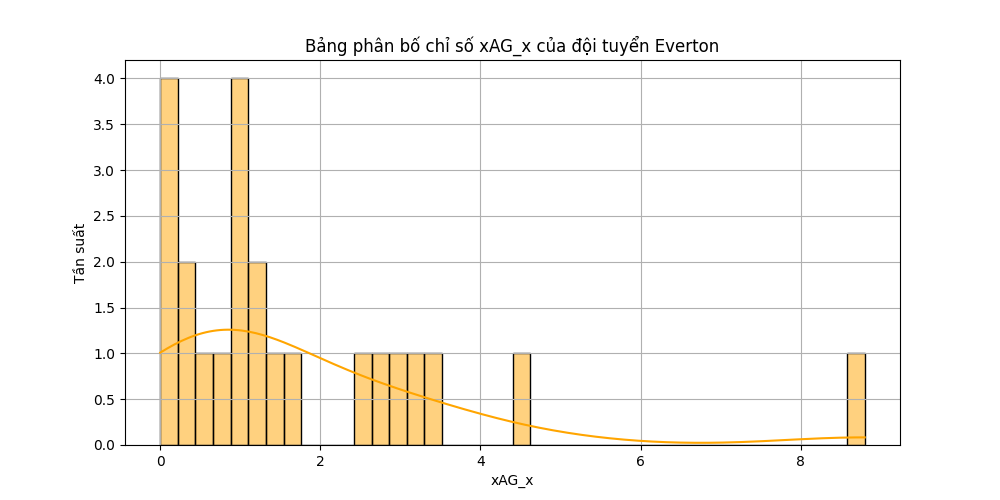 Bảng phân bố chỉ số xAG_x của đội tuyển Everton
4.0
3.5
3.0
2.5
2.0
1.5
1.0
0.5
0.0
Tần suất
0 2 4 6 8
xAG_x